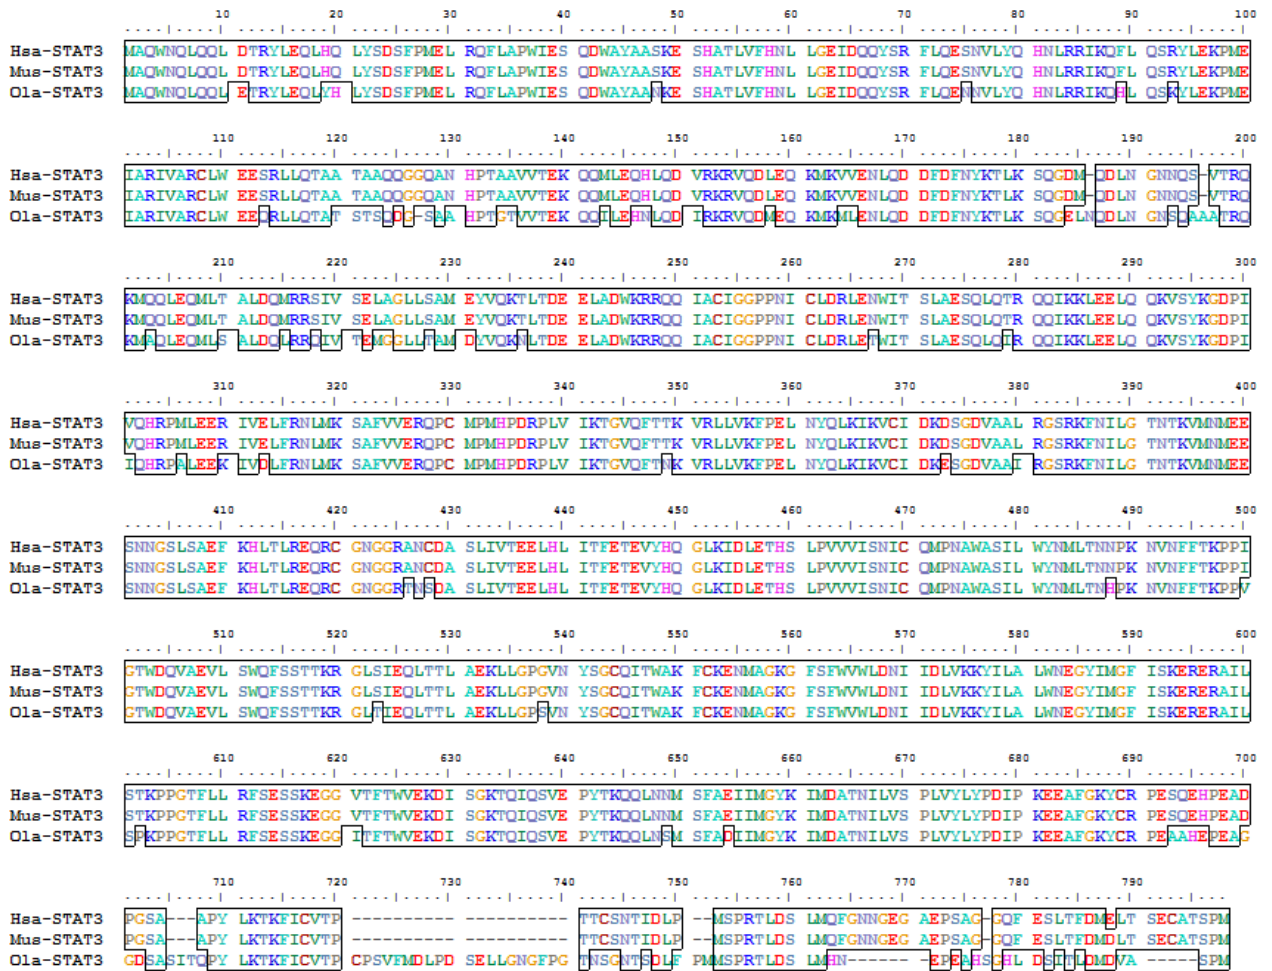 10 20 30 40 50 60 70 80 90 100
Hsa-STAT3 MAQWNQLQQL DTRYLEQLHQ LYSDSFPMEL RQFLAPWIES QDWAYAASKE SHATLVFHNL LGEIDQQYSR FLQESNVLYQ HNLRRIKQFL QSRYLEKPME
Mus-STAT3 MAQWNQLQQL DTRYLEQLHQ LYSDSFPMEL RQFLAPWIES QDWAYAASKE SHATLVFHNL LGEIDQQYSR FLQESNVLYQ HNLRRIKQFL QSRYLEKPME
Ola-STAT3 MAQWNQLQQL ETRYLEQLYH LYSDSFPMEL RQFLAPWIES QDWAYAANKE SHATLVFHNL LGEIDQQYSR FLQENNVLYQ HNLRRIKQHL QSKYLEKPME
110 120 130 140 150 160 170 180 190 200
Hsa-STAT3 IARIVARCLW EESRLLQTAA TAAQQGGQAN HPTAAVVTEK QQMLEQHLQD VRKRVQDLEQ KMKVVENLQD DFDFNYKTLK SQGDM-QDLN GNNQS-VTRQ
Mus-STAT3 IARIVARCLW EESRLLQTAA TAAQQGGQAN HPTAAVVTEK QQMLEQHLQD VRKRVQDLEQ KMKVVENLQD DFDFNYKTLK SQGDM-QDLN GNNQS-VTRQ
Ola-STAT3 IARIVARCLW EEQRLLQTAT STSQDG-SAA HPTGTVVTEK QQILEHNLQD IRKRVQDMEQ KMKMLENLQD DFDFNYKTLK SQGELNQDLN GNSQAAATRQ
210 220 230 240 250 260 270 280 290 300
Hsa-STAT3 KMQQLEQMLT ALDQMRRSIV SELAGLLSAM EYVQKTLTDE ELADWKRRQQ IACIGGPPNI CLDRLENWIT SLAESQLQTR QQIKKLEELQ QKVSYKGDPI
Mus-STAT3 KMQQLEQMLT ALDQMRRSIV SELAGLLSAM EYVQKTLTDE ELADWKRRQQ IACIGGPPNI CLDRLENWIT SLAESQLQTR QQIKKLEELQ QKVSYKGDPI
Ola-STAT3 KMAQLEQMLS ALDQLRRQIV TEMGGLLTAM DYVQKNLTDE ELADWKRRQQ IACIGGPPNI CLDRLETWIT SLAESQLQIR QQIKKLEELQ QKVSYKGDPI
310 320 330 340 350 360 370 380 390 400
Hsa-STAT3 VQHRPMLEER IVELFRNLMK SAFVVERQPC MPMHPDRPLV IKTGVQFTTK VRLLVKFPEL NYQLKIKVCI DKDSGDVAAL RGSRKFNILG TNTKVMNMEE
Mus-STAT3 VQHRPMLEER IVELFRNLMK SAFVVERQPC MPMHPDRPLV IKTGVQFTTK VRLLVKFPEL NYQLKIKVCI DKDSGDVAAL RGSRKFNILG TNTKVMNMEE
Ola-STAT3 IQHRPALEEK IVDLFRNLMK SAFVVERQPC MPMHPDRPLV IKTGVQFTNK VRLLVKFPEL NYQLKIKVCI DKESGDVAAI RGSRKFNILG TNTKVMNMEE
410 420 430 440 450 460 470 480 490 500
Hsa-STAT3 SNNGSLSAEF KHLTLREQRC GNGGRANCDA SLIVTEELHL ITFETEVYHQ GLKIDLETHS LPVVVISNIC QMPNAWASIL WYNMLTNNPK NVNFFTKPPI
Mus-STAT3 SNNGSLSAEF KHLTLREQRC GNGGRANCDA SLIVTEELHL ITFETEVYHQ GLKIDLETHS LPVVVISNIC QMPNAWASIL WYNMLTNNPK NVNFFTKPPI
Ola-STAT3 SNNGSLSAEF KHLTLREQRC GNGGRTNSDA SLIVTEELHL ITFETEVYHQ GLKIDLETHS LPVVVISNIC QMPNAWASIL WYNMLTNHPK NVNFFTKPPV
510 520 530 540 550 560 570 580 590 600
Hsa-STAT3 GTWDQVAEVL SWQFSSTTKR GLSIEQLTTL AEKLLGPGVN YSGCQITWAK FCKENMAGKG FSFWVWLDNI IDLVKKYILA LWNEGYIMGF ISKERERAIL
Mus-STAT3 GTWDQVAEVL SWQFSSTTKR GLSIEQLTTL AEKLLGPGVN YSGCQITWAK FCKENMAGKG FSFWVWLDNI IDLVKKYILA LWNEGYIMGF ISKERERAIL
Ola-STAT3 GTWDQVAEVL SWQFSSTTKR GLTIEQLTTL AEKLLGPSVN YSGCQITWAK FCKENMAGKG FSFWVWLDNI IDLVKKYILA LWNEGYIMGF ISKERERAIL
610 620 630 640 650 660 670 680 690 700
Hsa-STAT3 STKPPGTFLL RFSESSKEGG VTFTWVEKDI SGKTQIQSVE PYTKQQLNNM SFAEIIMGYK IMDATNILVS PLVYLYPDIP KEEAFGKYCR PESQEHPEAD
Mus-STAT3 STKPPGTFLL RFSESSKEGG VTFTWVEKDI SGKTQIQSVE PYTKQQLNNM SFAEIIMGYK IMDATNILVS PLVYLYPDIP KEEAFGKYCR PESQEHPEAD
Ola-STAT3 SPKPPGTFLL RFSESSKEGG ITFTWVEKDI SGKTQIQSVE PYTKQQLNSM SFADIIMGYK IMDATNILVS PLVYLYPDIP KEEAFGKYCR PEAAHEPEAG
710 720 730 740 750 760 770 780 790
Hsa-STAT3 PGSA---APY LKTKFICVTP ---------- ---------- TTCSNTIDLP --MSPRTLDS LMQFGNNGEG AEPSAG-GQF ESLTFDMELT SECATSPM
Mus-STAT3 PGSA---APY LKTKFICVTP ---------- ---------- TTCSNTIDLP --MSPRTLDS LMQFGNNGEG AEPSAG-GQF ESLTFDMDLT SECATSPM
Ola-STAT3 GDSASITQPY LKTKFICVTP CPSVFMDLPD SELLGNGFPG TNSGNTSDLF PMMSPRTLDS LMHN------ -EPEAHSGHL DSITLDMDVA -----SPM